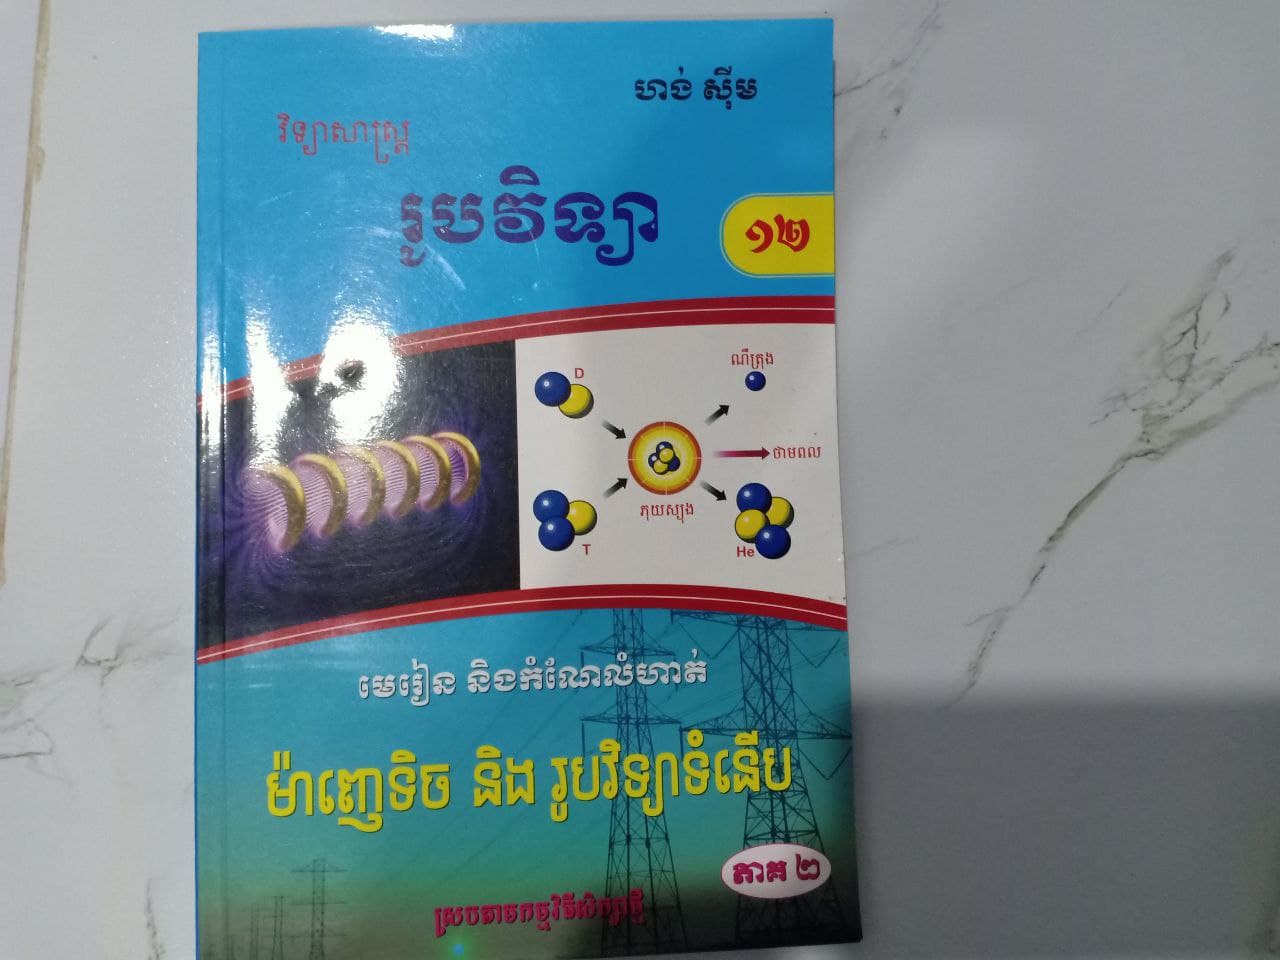 ហង់ ស៊ីម
វិទ្យាសាស្ត្រ
រូបវិទ្យា
១២
D
ណឺត្រុង
ថាមពល
ភុយស្យុង
T
He
មេរៀន និងកំណែលំហាត់
ម៉ាញេទិច និង រូបវិទ្យាទំនើប
ភាគ ២
ស្របតាមកម្មវិធីសិក្សាថ្មី